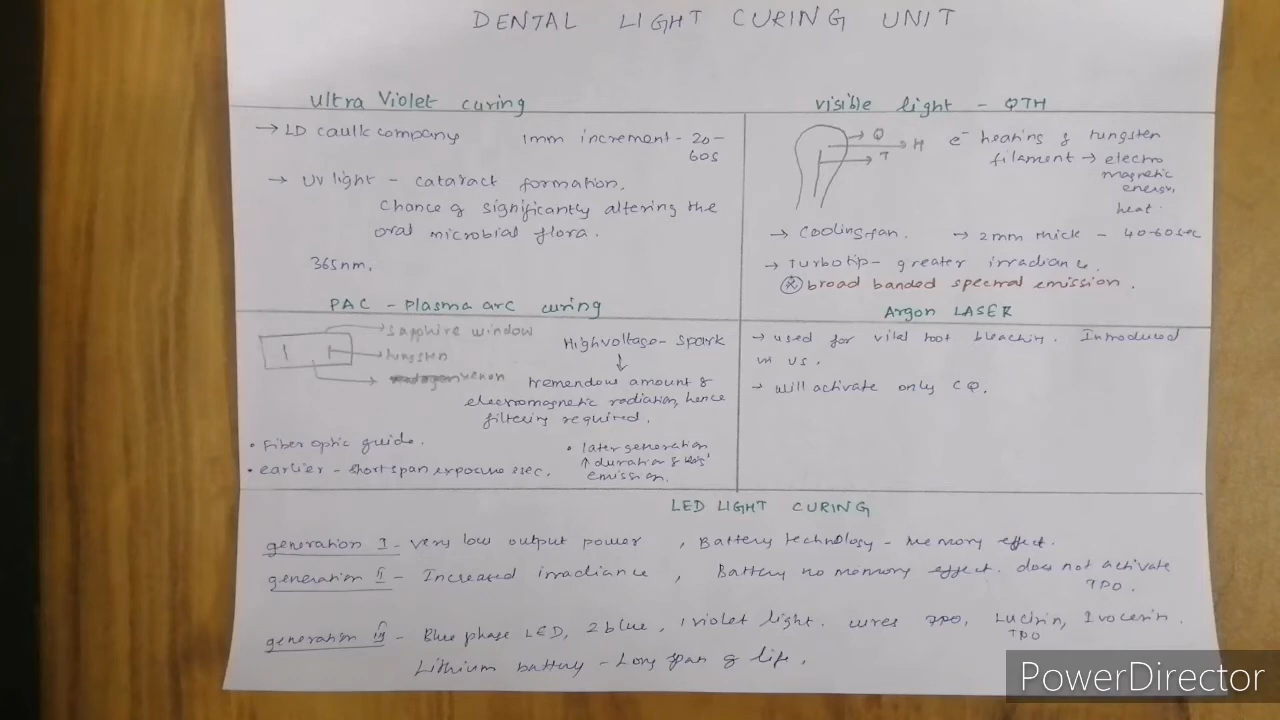 DENTAL LIGHT CURING UNIT
Ultra Violet curing
→ LD caulk company 1mm increment - 20-
60s
→ UV light - cataract formation.
Chance of significantly altering the
oral microbial flora.
365nm.
visible light - QTH
→ Q
→ H
→ T
e⁻ heating of tungsten
filament → electro
magnetic
energy,
heat.
→ Cooling fan. → 2mm thick - 40-60sec
→ Turbotip - greater irradiance.
broad banded spectral emission.
PAC - Plasma arc curing
→ sapphire window
→ tungsten
→ xenon
High voltage - spark
↓
tremendous amount of
electromagnetic radiation, hence
filtering required.
• Fiber optic guide.
• earlier - short span exposure sec.
• later generation
↑ duration of
emission.
Argon LASER
→ used for vital bleaching. Introduced
in US.
→ will activate only CQ.
LED LIGHT CURING
generation I - very low output power , Battery technology - memory effect.
generation II - Increased irradiance , Battery no memory effect. does not activate
TPO.
generation III - Blue phase LED, 2 blue, 1 violet light. cures PPD, Lucirin, Ivocerin.
TPO
Lithium battery - Long span of life.
PowerDirector